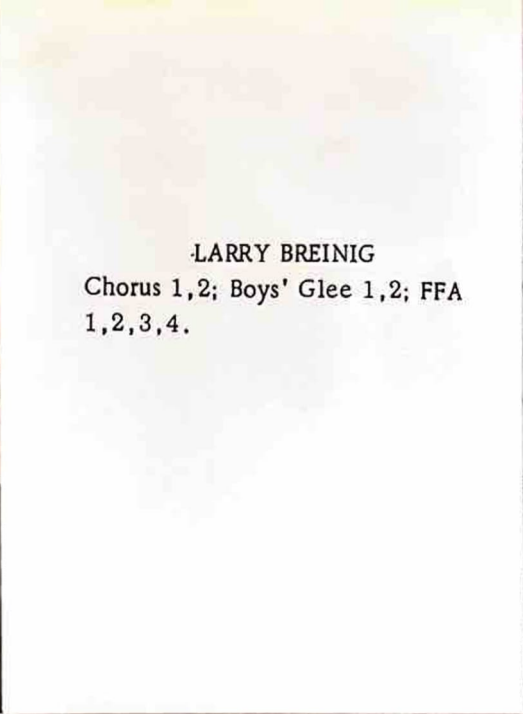 LARRY BREINIG
Chorus 1,2; Boys' Glee 1,2; FFA
1,2,3,4.